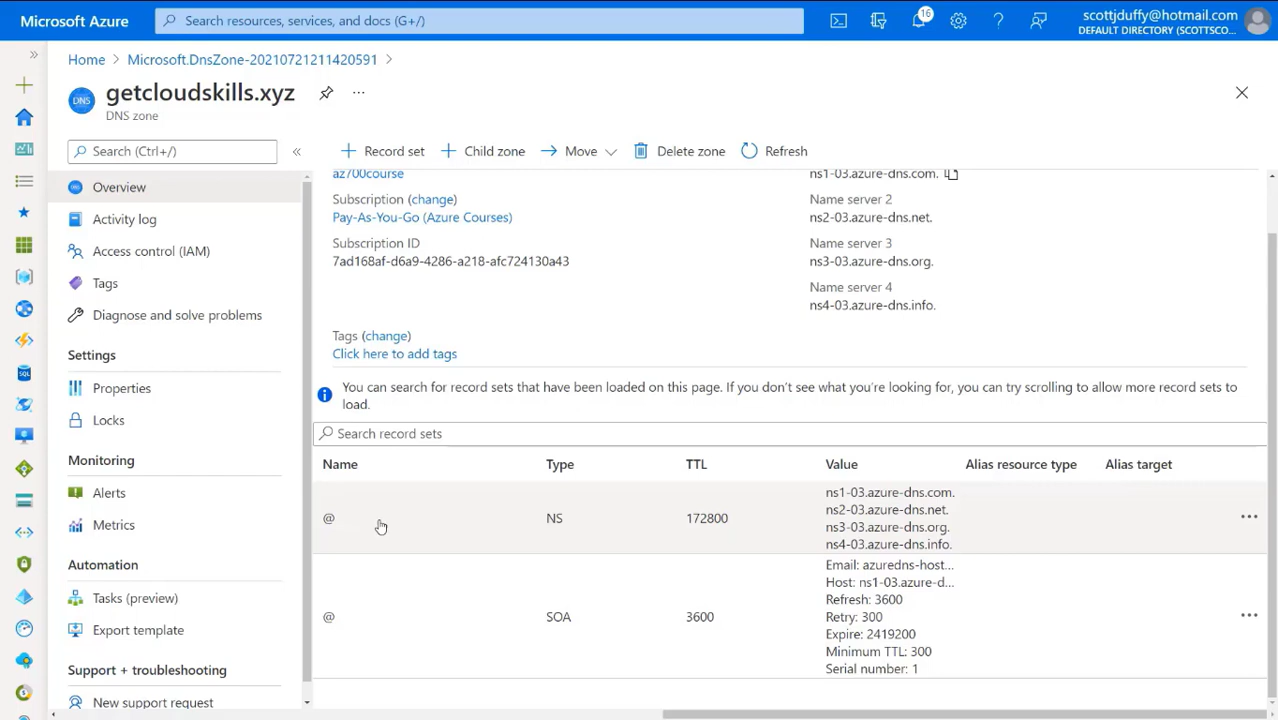 Microsoft Azure
Search resources, services, and docs (G+/)
16
scottjduffy@hotmail.com
DEFAULT DIRECTORY (SCOTTSCO...
Home > Microsoft.DnsZone-20210721211420591 >
DNS
getcloudskills.xyz ...
DNS zone
Search (Ctrl+/)
Record set
Child zone
Move
Delete zone
Refresh
Overview
Activity log
Access control (IAM)
Tags
Diagnose and solve problems
Settings
Properties
Locks
Monitoring
Alerts
Metrics
Automation
Tasks (preview)
Export template
Support + troubleshooting
New support request
az700course
Subscription (change)
Pay-As-You-Go (Azure Courses)
Subscription ID
7ad168af-d6a9-4286-a218-afc724130a43
ns1-03.azure-dns.com.
Name server 2
ns2-03.azure-dns.net.
Name server 3
ns3-03.azure-dns.org.
Name server 4
ns4-03.azure-dns.info.
Tags (change)
Click here to add tags
You can search for record sets that have been loaded on this page. If you don't see what you're looking for, you can try scrolling to allow more record sets to
load.
Search record sets
Name Type TTL Value Alias resource type Alias target
@ NS 172800
ns1-03.azure-dns.com.
ns2-03.azure-dns.net.
ns3-03.azure-dns.org.
ns4-03.azure-dns.info.
@ SOA 3600
Email: azuredns-host...
Host: ns1-03.azure-d...
Refresh: 3600
Retry: 300
Expire: 2419200
Minimum TTL: 300
Serial number: 1